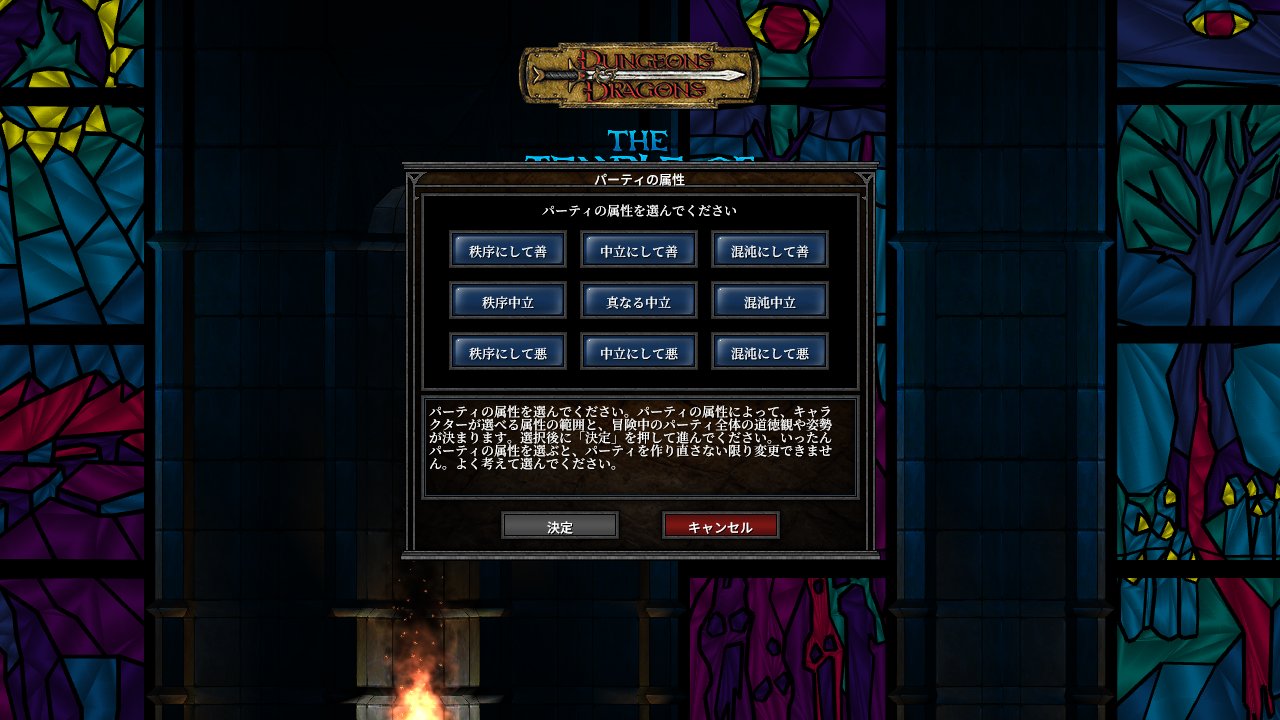 DUNGEONS
DRAGONS
THE
TEMPLE OF
パーティの属性
パーティの属性を選んでください
秩序にして善 中立にして善 混沌にして善
秩序中立 真なる中立 混沌中立
秩序にして悪 中立にして悪 混沌にして悪
パーティの属性を選んでください。パーティの属性によって、キャラ
クターが選べる属性の範囲と、冒険中のパーティ全体の道徳観や姿勢
が決まります。選択後に「決定」を押して進んでください。いったん
パーティの属性を選ぶと、パーティを作り直さない限り変更できませ
ん。よく考えて選んでください。
決定 キャンセル